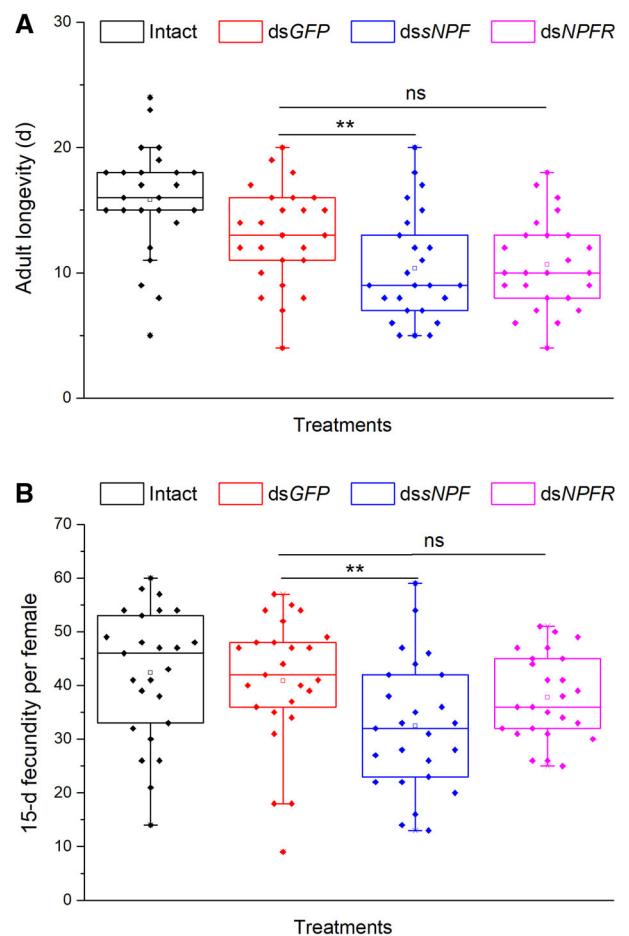 A
Intact dsGFP dssNPF dsNPFR
30
20
10
0
Adult longevity (d)
ns
**
Treatments
B
Intact dsGFP dssNPF dsNPFR
70
60
50
40
30
20
10
0
15-d fecundity per female
ns
**
Treatments